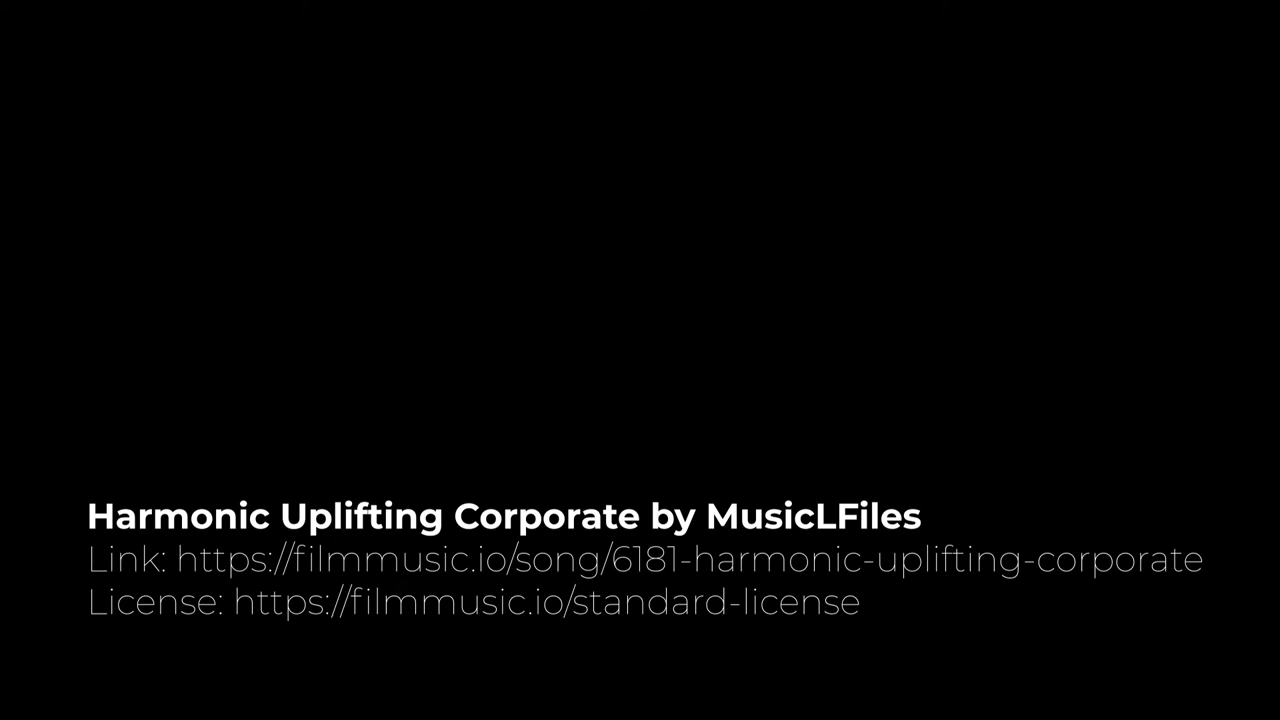 Harmonic Uplifting Corporate by MusicLFiles
Link: https://filmmusic.io/song/6181-harmonic-uplifting-corporate
License: https://filmmusic.io/standard-license